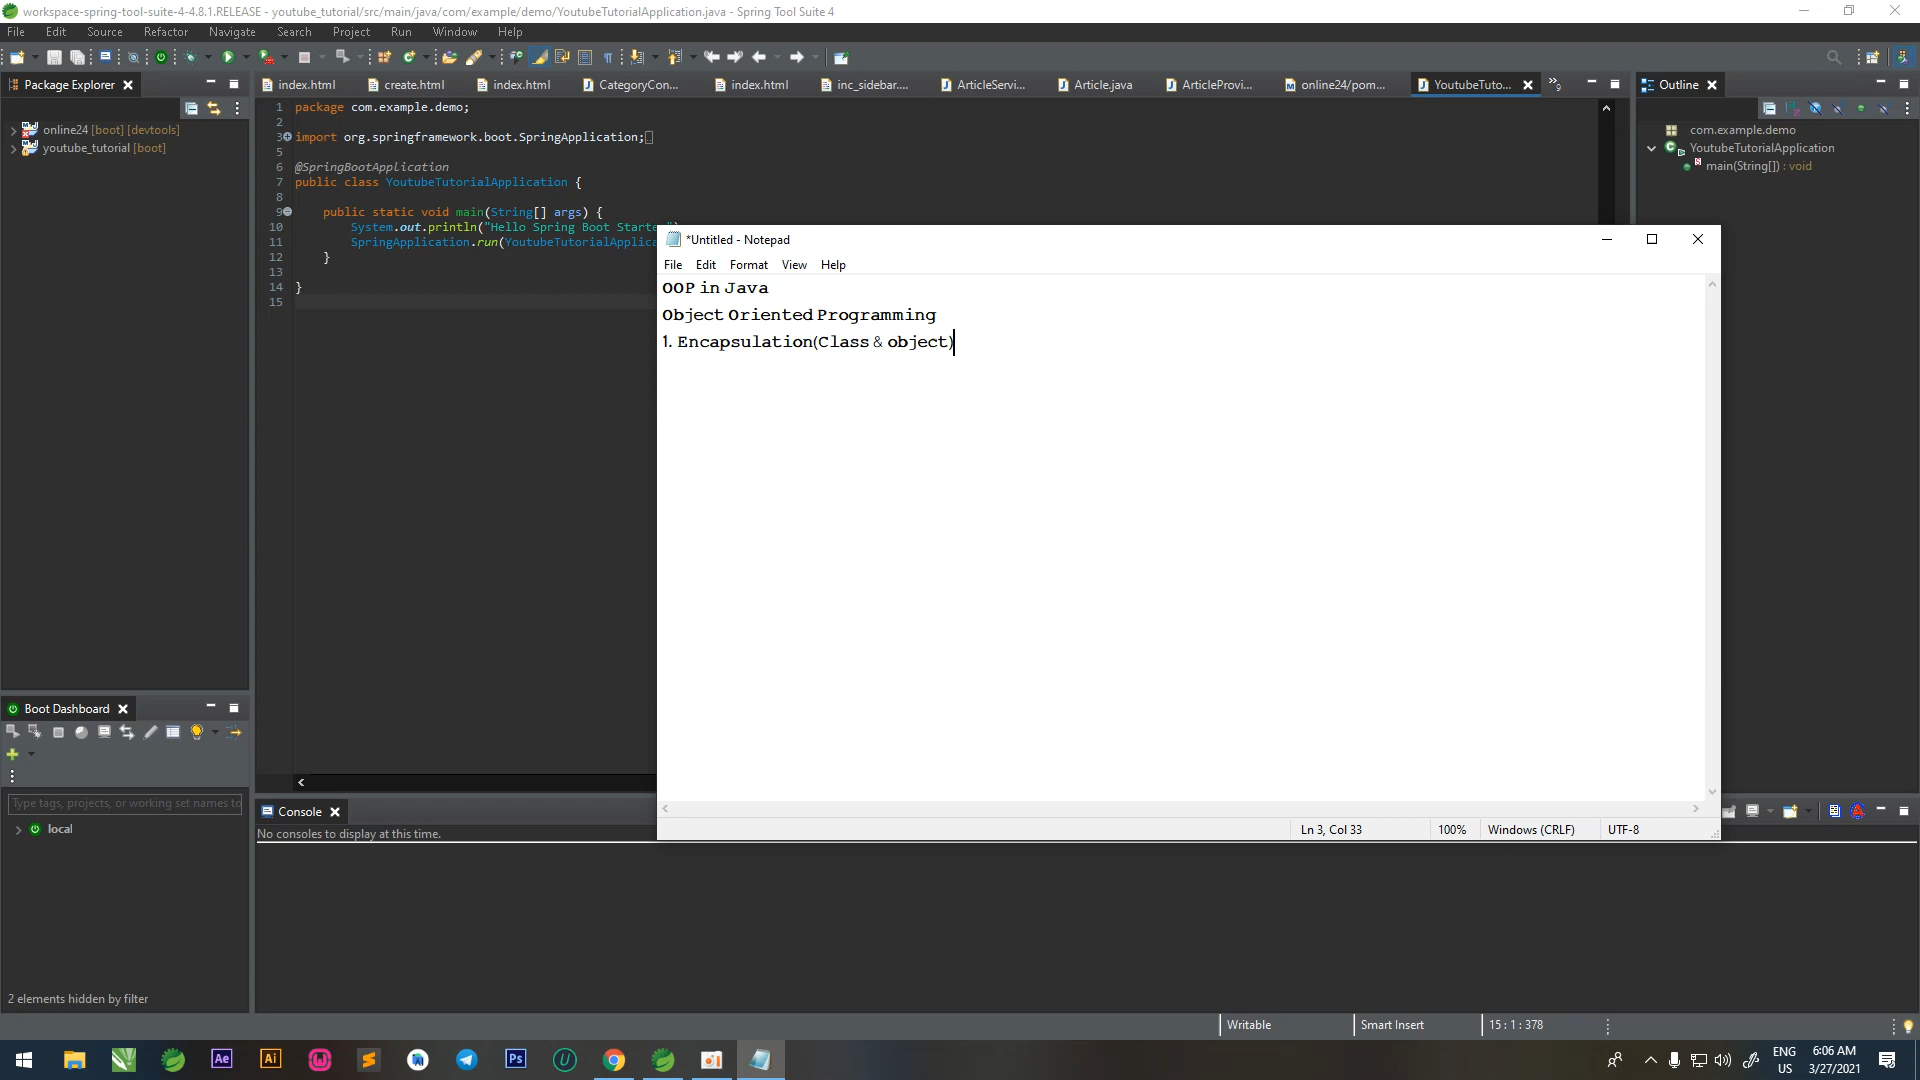 workspace-spring-tool-suite-4-4.8.1.RELEASE - youtube_tutorial/src/main/java/com/example/demo/YoutubeTutorialApplication.java - Spring Tool Suite 4
File Edit Source Refactor Navigate Search Project Run Window Help
Package Explorer
index.html create.html index.html CategoryCon... index.html inc_sidebar.... ArticleServi... Article.java ArticleProvi... online24/pom... YoutubeTuto... 9
Outline
online24 [boot] [devtools]
youtube_tutorial [boot]
1 package com.example.demo;
2
3 import org.springframework.boot.SpringApplication;
5
6 @SpringBootApplication
7 public class YoutubeTutorialApplication {
8
9 public static void main(String[] args) {
10 System.out.println("Hello Spring Boot Starte
11 SpringApplication.run(YoutubeTutorialApplica
12 }
13
14 }
15
com.example.demo
YoutubeTutorialApplication
main(String[]) : void
*Untitled - Notepad
File Edit Format View Help
OOP in Java
Object Oriented Programming
1. Encapsulation(Class & object)
Ln 3, Col 33 100% Windows (CRLF) UTF-8
Boot Dashboard
Type tags, projects, or working set names to
local
2 elements hidden by filter
Console
No consoles to display at this time.
Writable Smart Insert 15 : 1 : 378
Ae Ai Ps
ENG
US
6:06 AM
3/27/2021